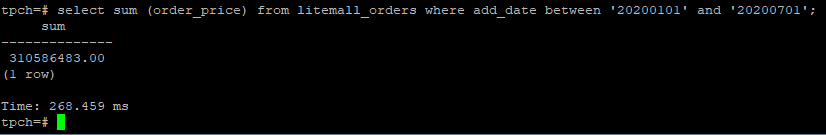 tpch=# select sum (order_price) from litemall_orders where add_date between '20200101' and '20200701';
sum
--------------
310586483.00
(1 row)
Time: 268.459 ms
tpch=#